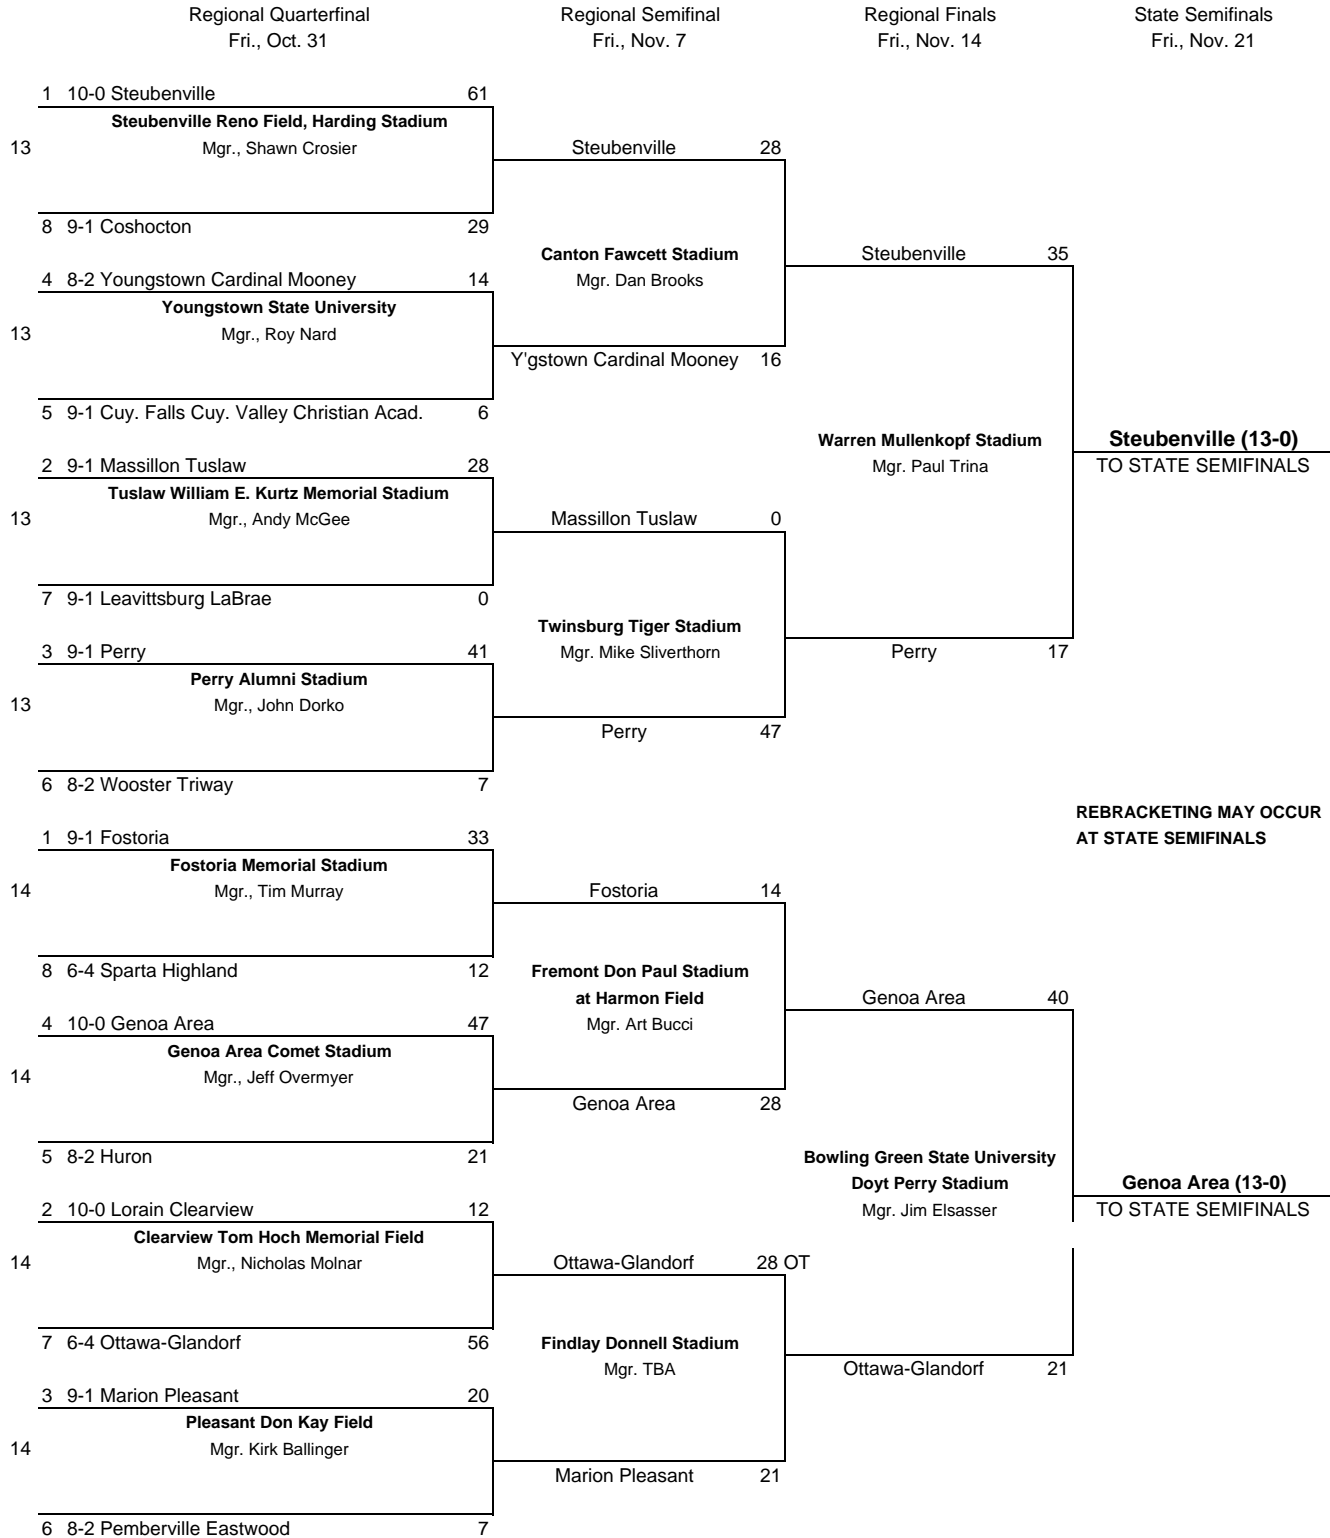 Regional Quarterfinal
Fri., Oct. 31
Regional Semifinal
Fri., Nov. 7
Regional Finals
Fri., Nov. 14
State Semifinals
Fri., Nov. 21
1 10-0 Steubenville 61
Steubenville Reno Field, Harding Stadium
13 Mgr., Shawn Crosier
Steubenville 28
8 9-1 Coshocton 29
Canton Fawcett Stadium
Mgr. Dan Brooks
Steubenville 35
4 8-2 Youngstown Cardinal Mooney 14
Youngstown State University
13 Mgr., Roy Nard
Y'gstown Cardinal Mooney 16
5 9-1 Cuy. Falls Cuy. Valley Christian Acad. 6
Warren Mullenkopf Stadium
Mgr. Paul Trina
Steubenville (13-0)
TO STATE SEMIFINALS
2 9-1 Massillon Tuslaw 28
Tuslaw William E. Kurtz Memorial Stadium
13 Mgr., Andy McGee
Massillon Tuslaw 0
7 9-1 Leavittsburg LaBrae 0
Twinsburg Tiger Stadium
Mgr. Mike Sliverthorn
Perry 17
3 9-1 Perry 41
Perry Alumni Stadium
13 Mgr., John Dorko
Perry 47
6 8-2 Wooster Triway 7
REBRACKETING MAY OCCUR
AT STATE SEMIFINALS
1 9-1 Fostoria 33
Fostoria Memorial Stadium
14 Mgr., Tim Murray
Fostoria 14
8 6-4 Sparta Highland 12
Fremont Don Paul Stadium
at Harmon Field
Mgr. Art Bucci
Genoa Area 40
4 10-0 Genoa Area 47
Genoa Area Comet Stadium
14 Mgr., Jeff Overmyer
Genoa Area 28
5 8-2 Huron 21
Bowling Green State University
Doyt Perry Stadium
Mgr. Jim Elsasser
Genoa Area (13-0)
TO STATE SEMIFINALS
2 10-0 Lorain Clearview 12
Clearview Tom Hoch Memorial Field
14 Mgr., Nicholas Molnar
Ottawa-Glandorf 28 OT
7 6-4 Ottawa-Glandorf 56
Findlay Donnell Stadium
Mgr. TBA
Ottawa-Glandorf 21
3 9-1 Marion Pleasant 20
Pleasant Don Kay Field
14 Mgr. Kirk Ballinger
Marion Pleasant 21
6 8-2 Pemberville Eastwood 7